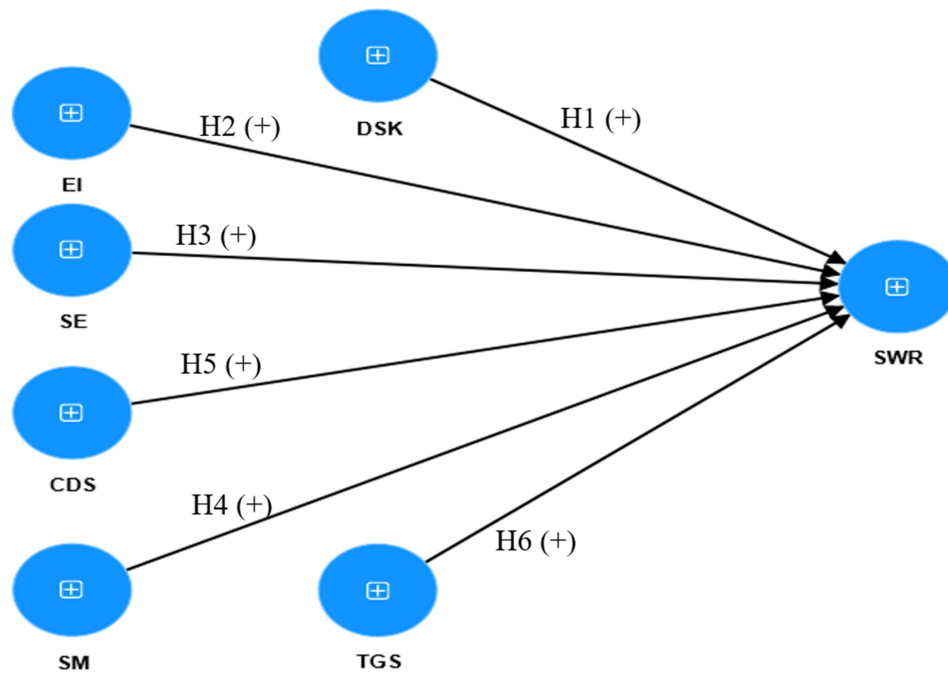 DSK
H1 (+)
H2 (+)
EI
H3 (+)
SE
SWR
H5 (+)
CDS
H4 (+)
H6 (+)
SM
TGS